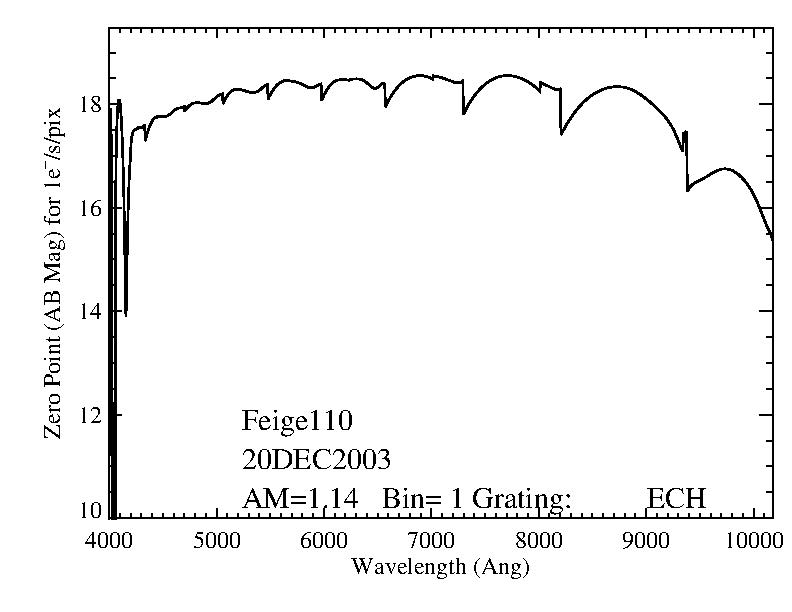 Zero Point (AB Mag) for 1e⁻/s/pix
18
16
14
12
10
Feige110
20DEC2003
AM=1.14 Bin= 1 Grating: ECH
4000 5000 6000 7000 8000 9000 10000
Wavelength (Ang)